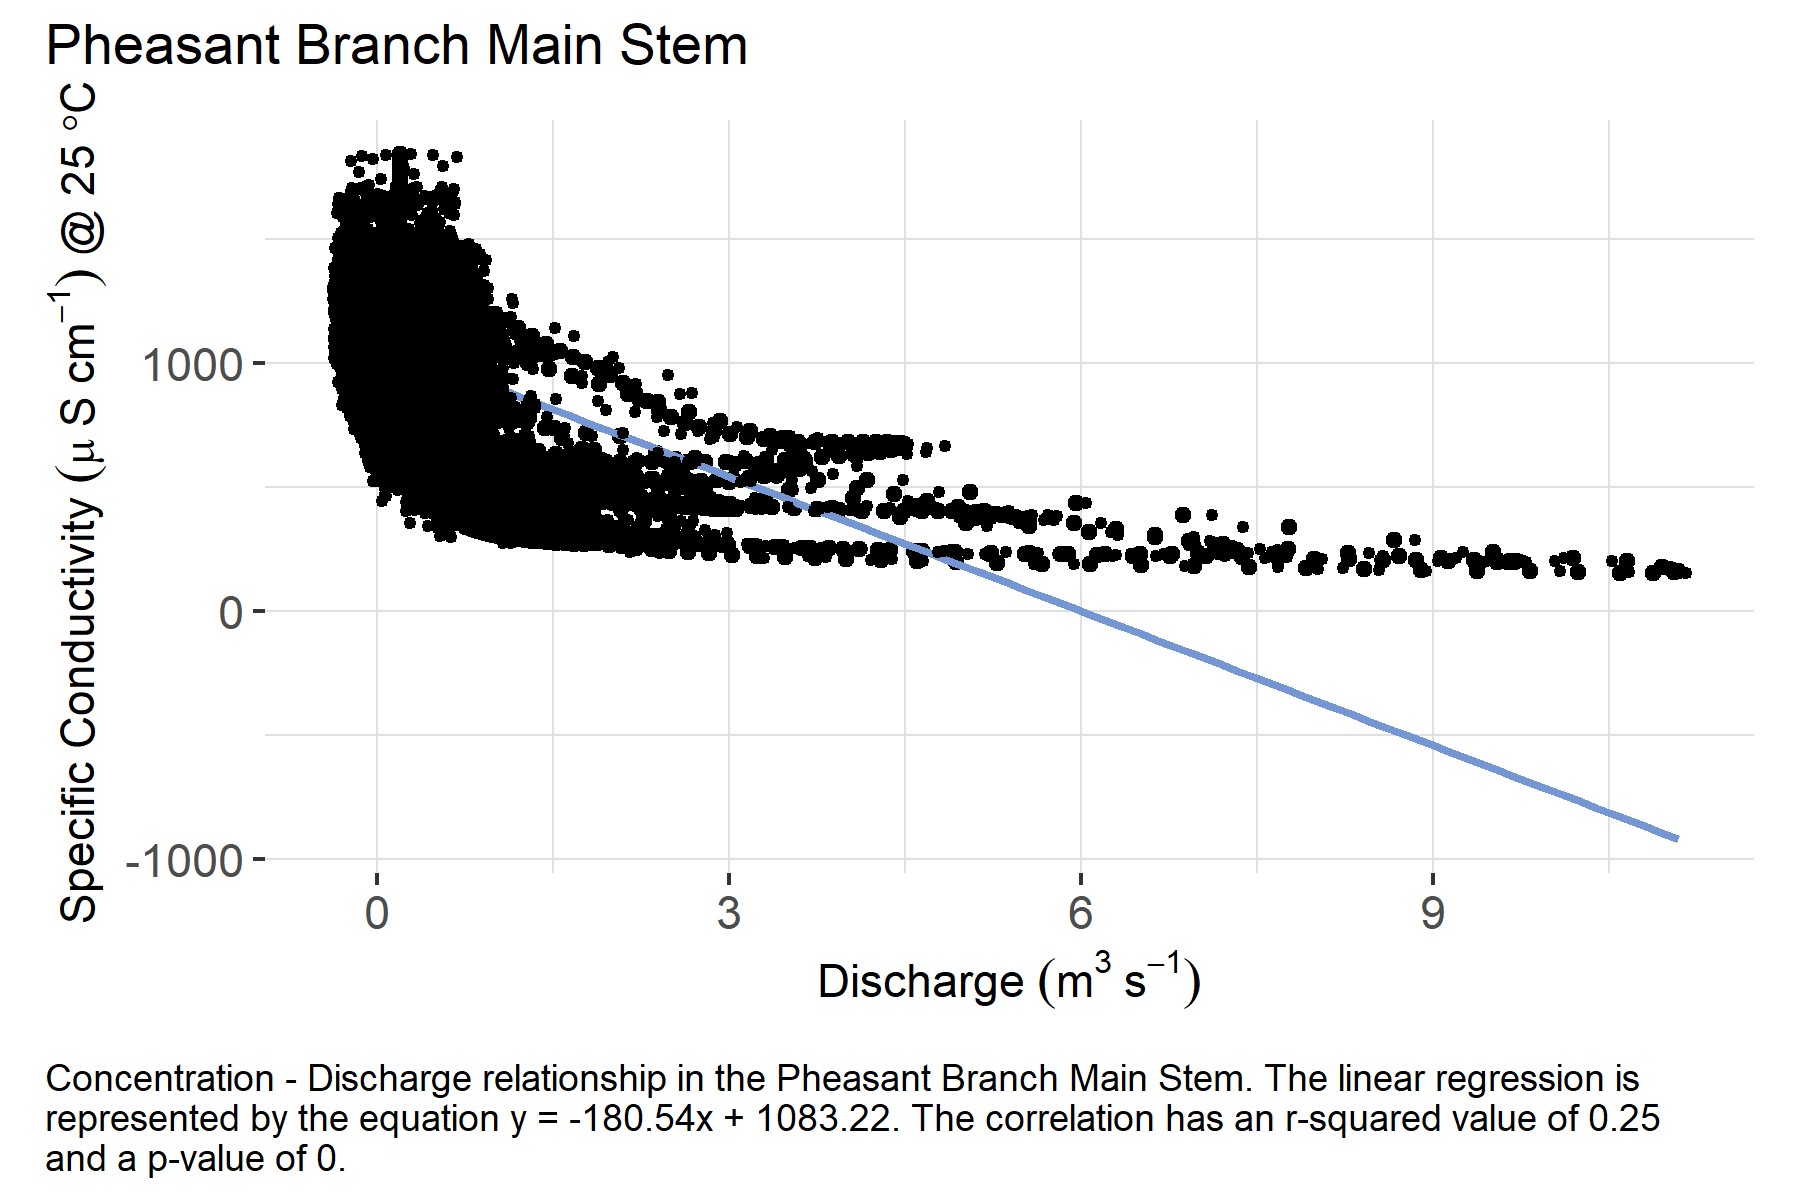 Pheasant Branch Main Stem
Specific Conductivity (μ S cm⁻¹) @ 25 °C
1000
0
-1000
0 3 6 9
Discharge (m³ s⁻¹)
Concentration - Discharge relationship in the Pheasant Branch Main Stem. The linear regression is
represented by the equation y = -180.54x + 1083.22. The correlation has an r-squared value of 0.25
and a p-value of 0.